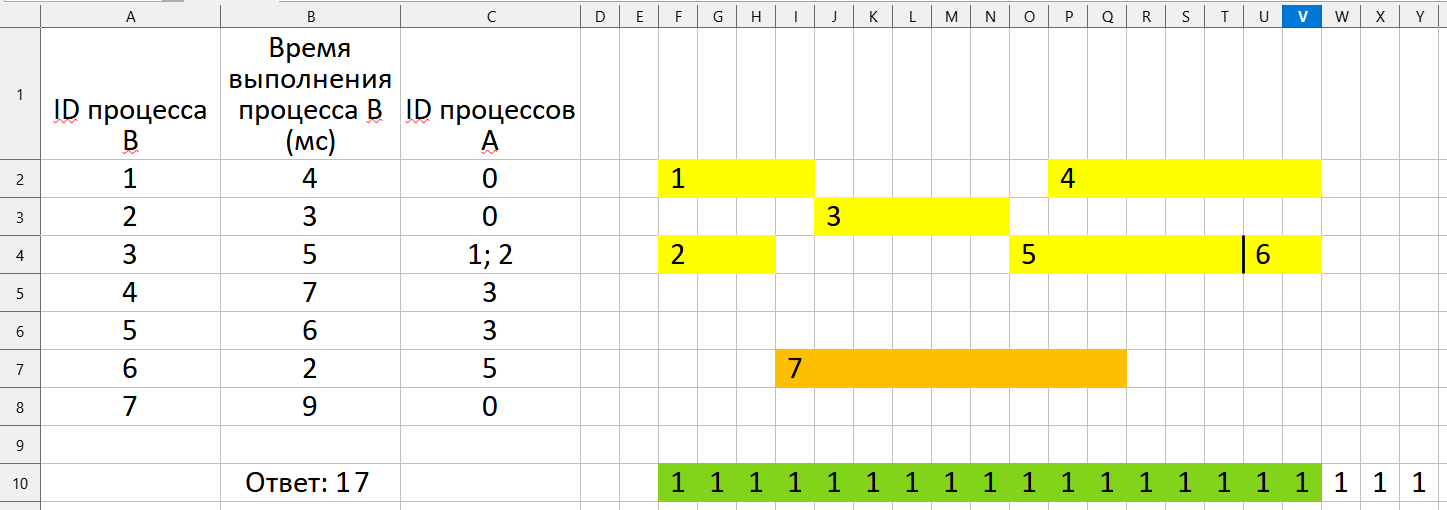 A B C D E F G H I J K L M N O P Q R S T U V W X Y
1
ID процесса
B
Время
выполнения
процесса B
(мс)
ID процессов
A
2 1 4 0 1 4
3 2 3 0 3
4 3 5 1; 2 2 5 6
5 4 7 3
6 5 6 3
7 6 2 5 7
8 7 9 0
9
10 Ответ: 17 1 1 1 1 1 1 1 1 1 1 1 1 1 1 1 1 1 1 1 1